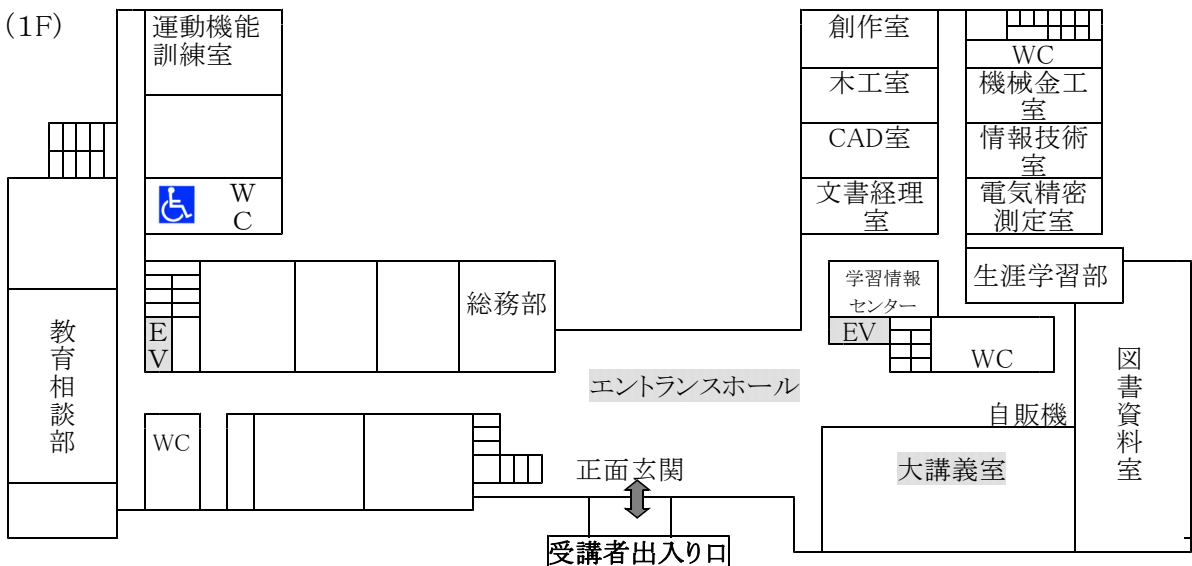 (1F)
運動機能
訓練室
創作室
WC
木工室
機械金工
室
CAD室
情報技術
室
W
C
文書経理
室
電気精密
測定室
総務部
学習情報
センター
生涯学習部
E
V
EV
WC
教育相談部
エントランスホール
図書資料室
自販機
WC
正面玄関
大講義室
受講者出入り口